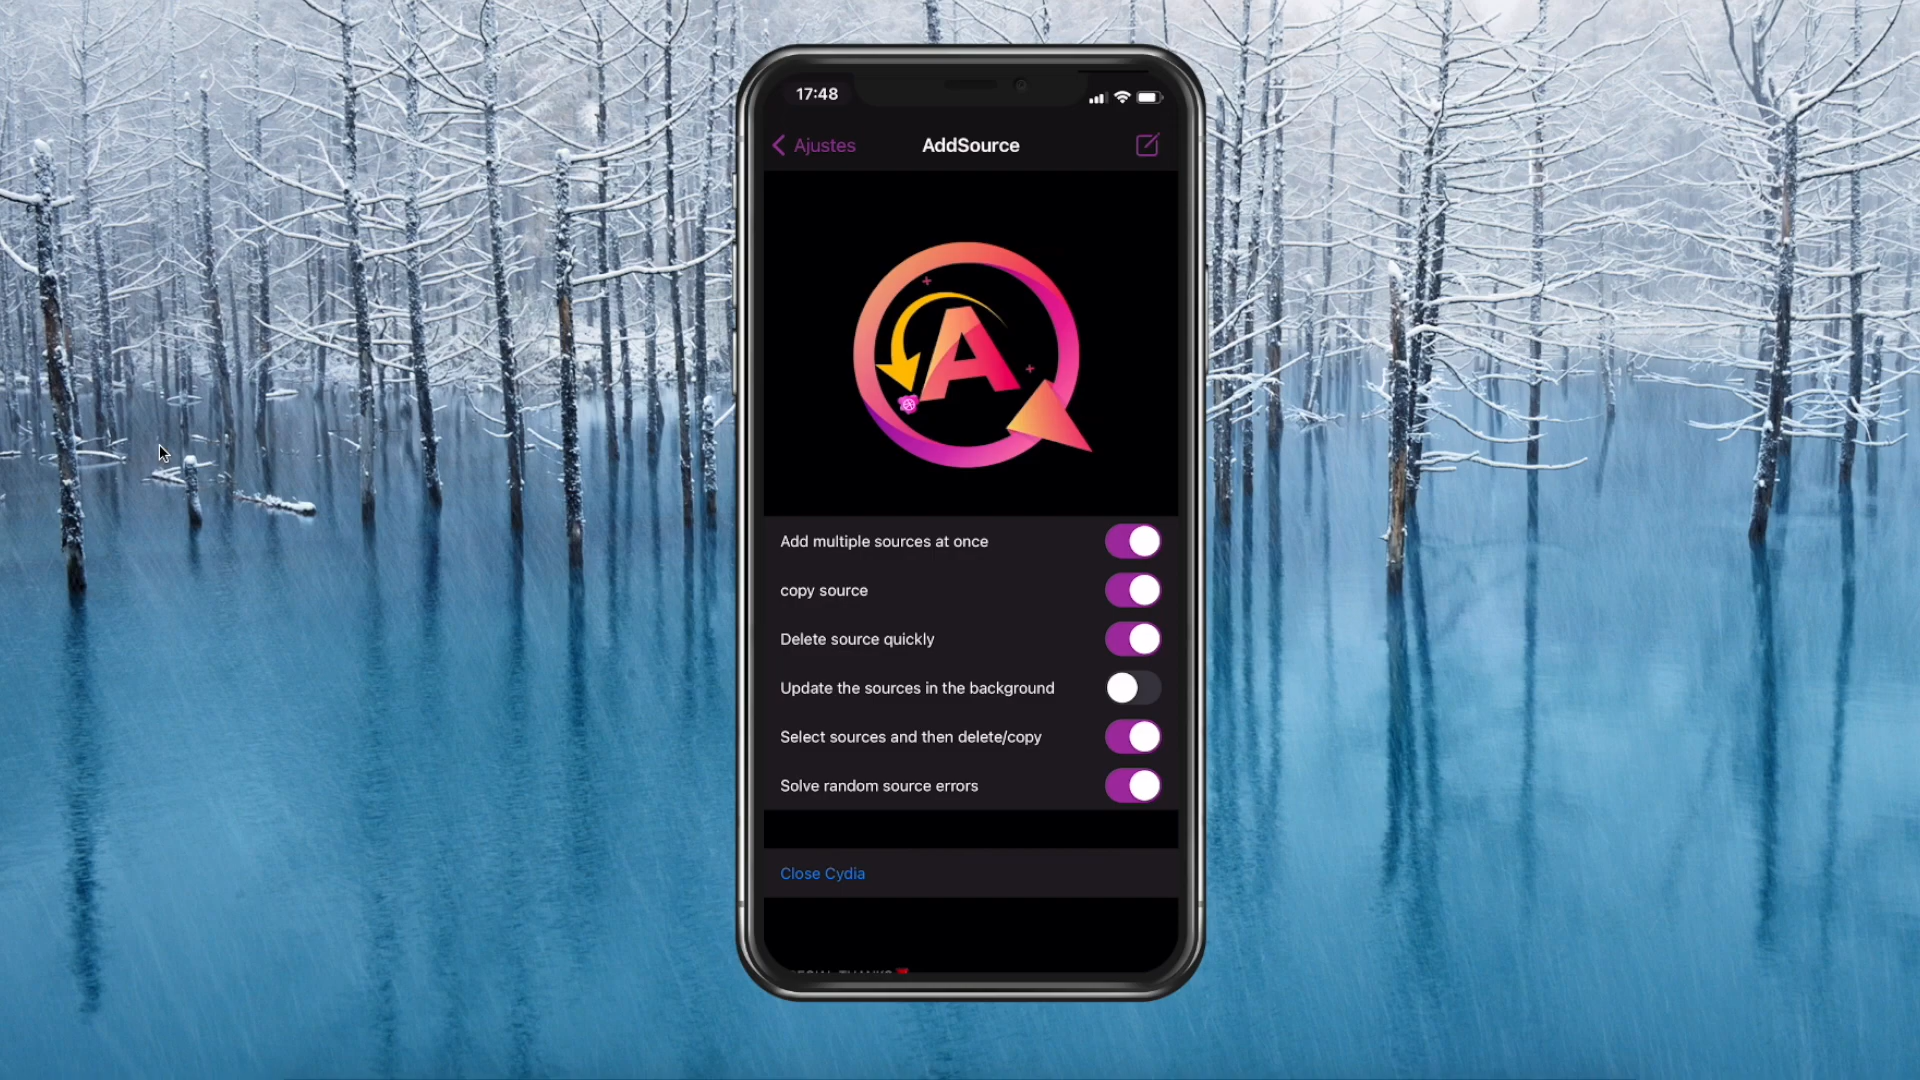 17:48
Ajustes
AddSource
A
Add multiple sources at once
copy source
Delete source quickly
Update the sources in the background
Select sources and then delete/copy
Solve random source errors
Close Cydia